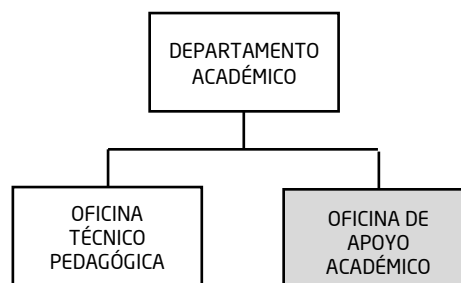 DEPARTAMENTO
ACADÉMICO
OFICINA
TÉCNICO
PEDAGÓGICA
OFICINA DE
APOYO
ACADÉMICO